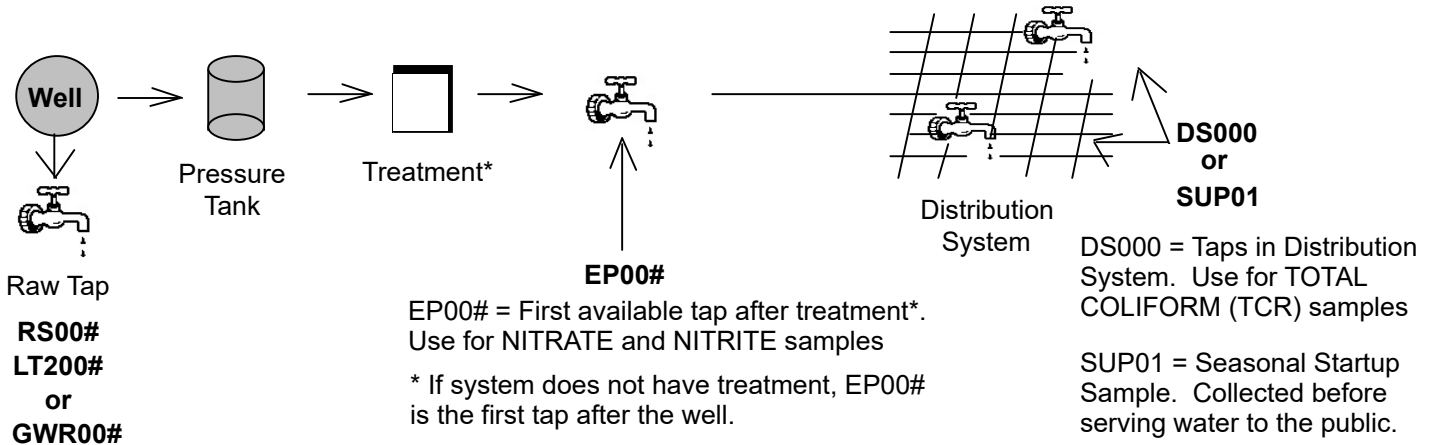 Well
Pressure
Tank
Treatment*
Raw Tap
RS00#
LT200#
or
GWR00#
EP00#
EP00# = First available tap after treatment*.
Use for NITRATE and NITRITE samples
* If system does not have treatment, EP00#
is the first tap after the well.
Distribution
System
DS000
or
SUP01
DS000 = Taps in Distribution
System. Use for TOTAL
COLIFORM (TCR) samples
SUP01 = Seasonal Startup
Sample. Collected before
serving water to the public.